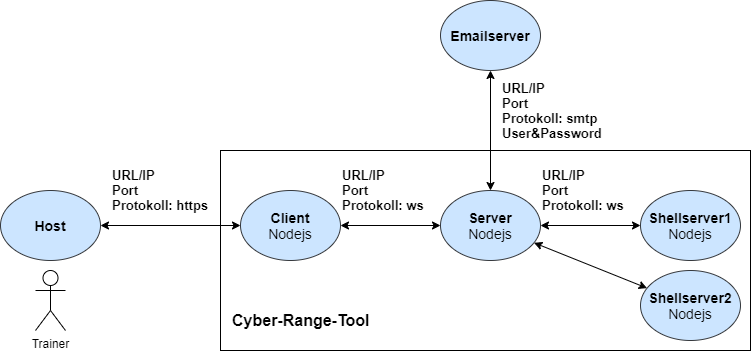 Emailserver
URL/IP
Port
Protokoll: smtp
User&Password
URL/IP
Port
Protokoll: https
URL/IP
Port
Protokoll: ws
URL/IP
Port
Protokoll: ws
Host
Client
Nodejs
Server
Nodejs
Shellserver1
Nodejs
Shellserver2
Nodejs
Cyber-Range-Tool
Trainer